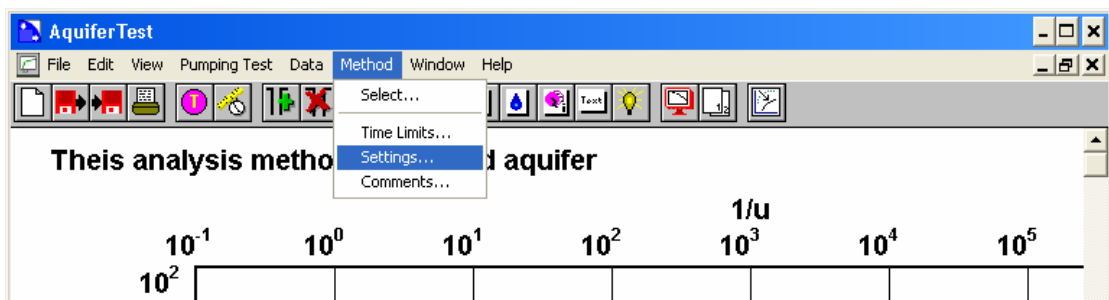 AquiferTest
File Edit View Pumping Test Data Method Window Help
Select...
Text
Time Limits...
Theis analysis metho
Settings...
d aquifer
Comments...
1/u
10-1 100 101 102 103 104 105
102